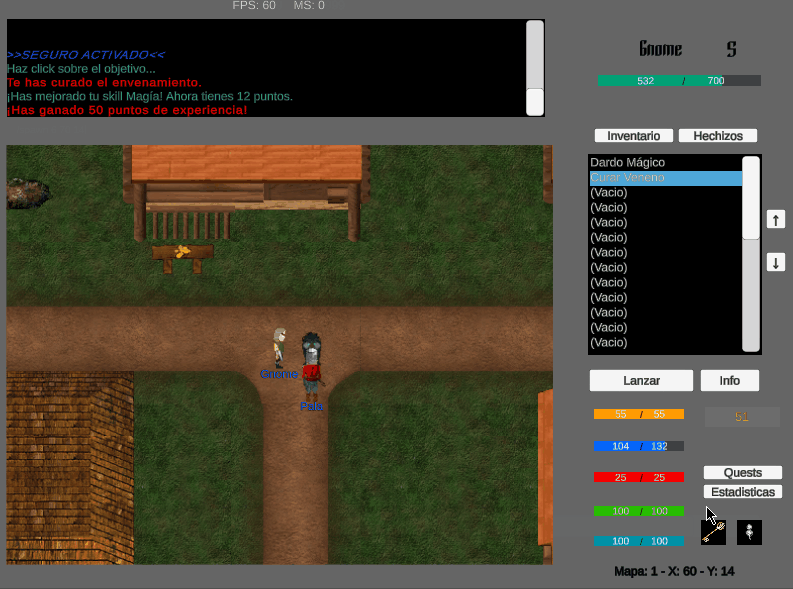 FPS: 60 MS: 0
>>SEGURO ACTIVADO<<
Haz click sobre el objetivo...
Te has curado el envenamiento.
¡Has mejorado tu skill Magía! Ahora tienes 12 puntos.
¡Has ganado 50 puntos de experiencia!
Gnome 5
532 / 700
Inventario Hechizos
Dardo Mágico
Curar Veneno
(Vacio)
(Vacio)
(Vacio)
(Vacio)
(Vacio)
(Vacio)
(Vacio)
(Vacio)
(Vacio)
(Vacio)
(Vacio)
↑
↓
Gnome
Lanzar Info
55 / 55
51
104 / 132
25 / 25
Quests
Estadisticas
100 / 100
100 / 100
Mapa: 1 - X: 60 - Y: 14